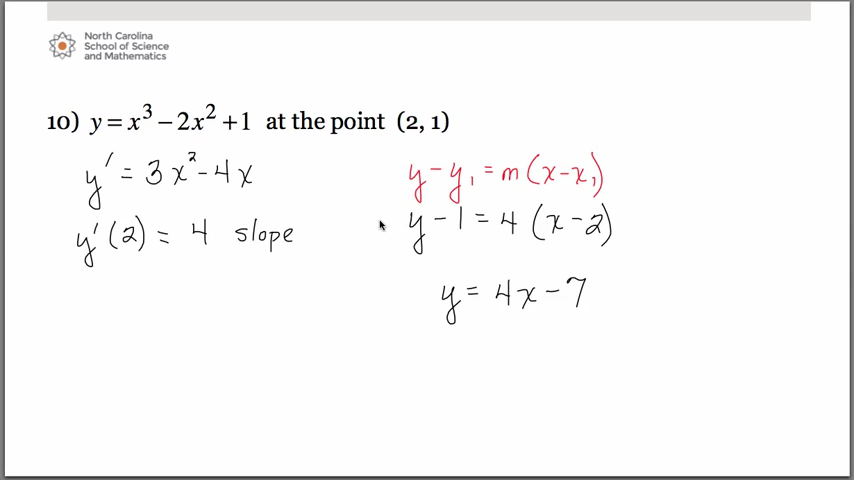 North Carolina
School of Science
and Mathematics
10) y = x³ − 2x² + 1 at the point (2, 1)
y' = 3x² − 4x
y'(2) = 4 slope
y − y₁ = m(x − x₁)
y − 1 = 4(x − 2)
y = 4x − 7